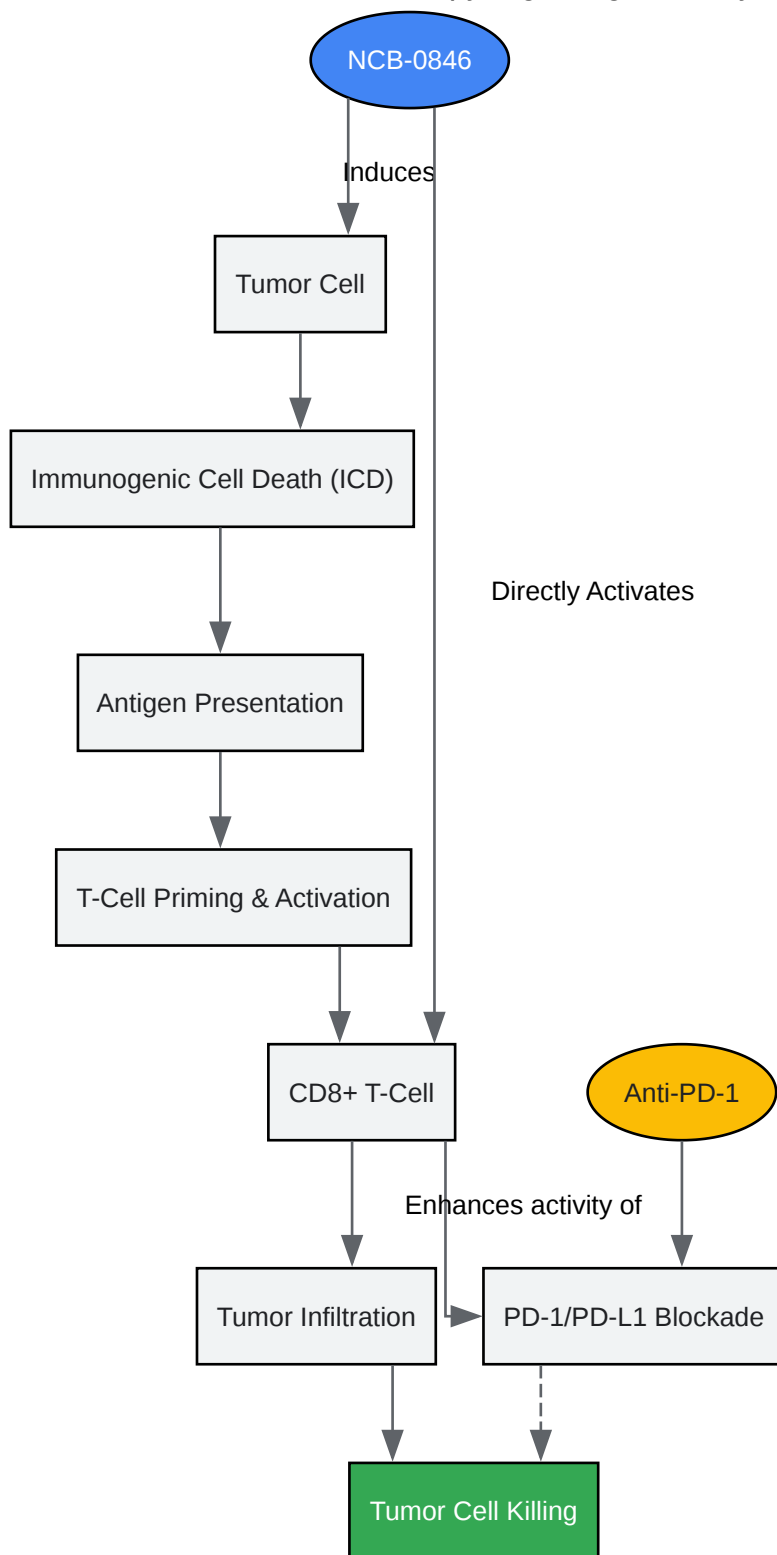 NCB-0846
Induces
Tumor Cell
Immunogenic Cell Death (ICD)
Directly Activates
Antigen Presentation
T-Cell Priming & Activation
CD8+ T-Cell
Anti-PD-1
Enhances activity of
Tumor Infiltration
PD-1/PD-L1 Blockade
Tumor Cell Killing